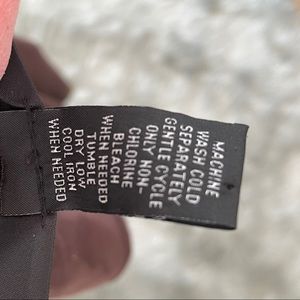 MACHINE
WASH COLD
SEPARATELY
GENTLE CYCLE
ONLY NON-
CHLORINE
BLEACH
WHEN NEEDED
TUMBLE
DRY LOW
COOL IRON
WHEN NEEDED